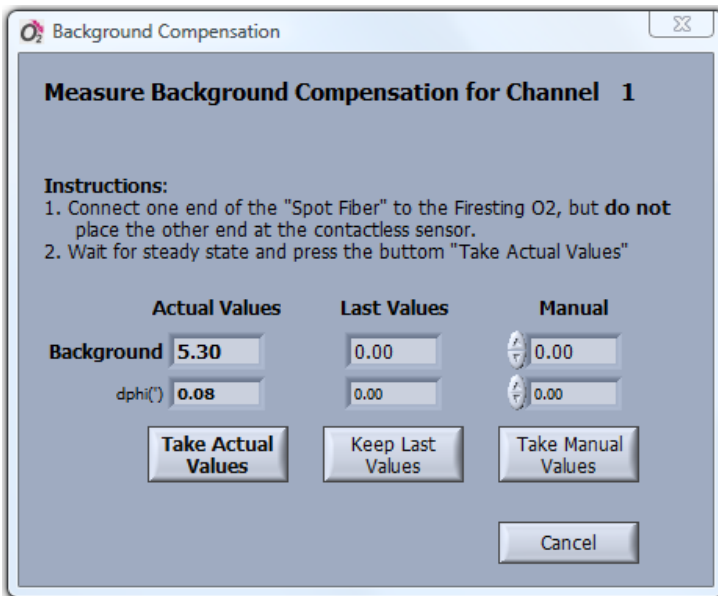 O2 Background Compensation
Measure Background Compensation for Channel 1
Instructions:
1. Connect one end of the "Spot Fiber" to the Firesting O2, but do not
place the other end at the contactless sensor.
2. Wait for steady state and press the buttom "Take Actual Values"
Actual Values Last Values Manual
Background 5.30 0.00 0.00
dphi(°) 0.08 0.00 0.00
Take Actual Keep Last Take Manual
Values Values Values
Cancel